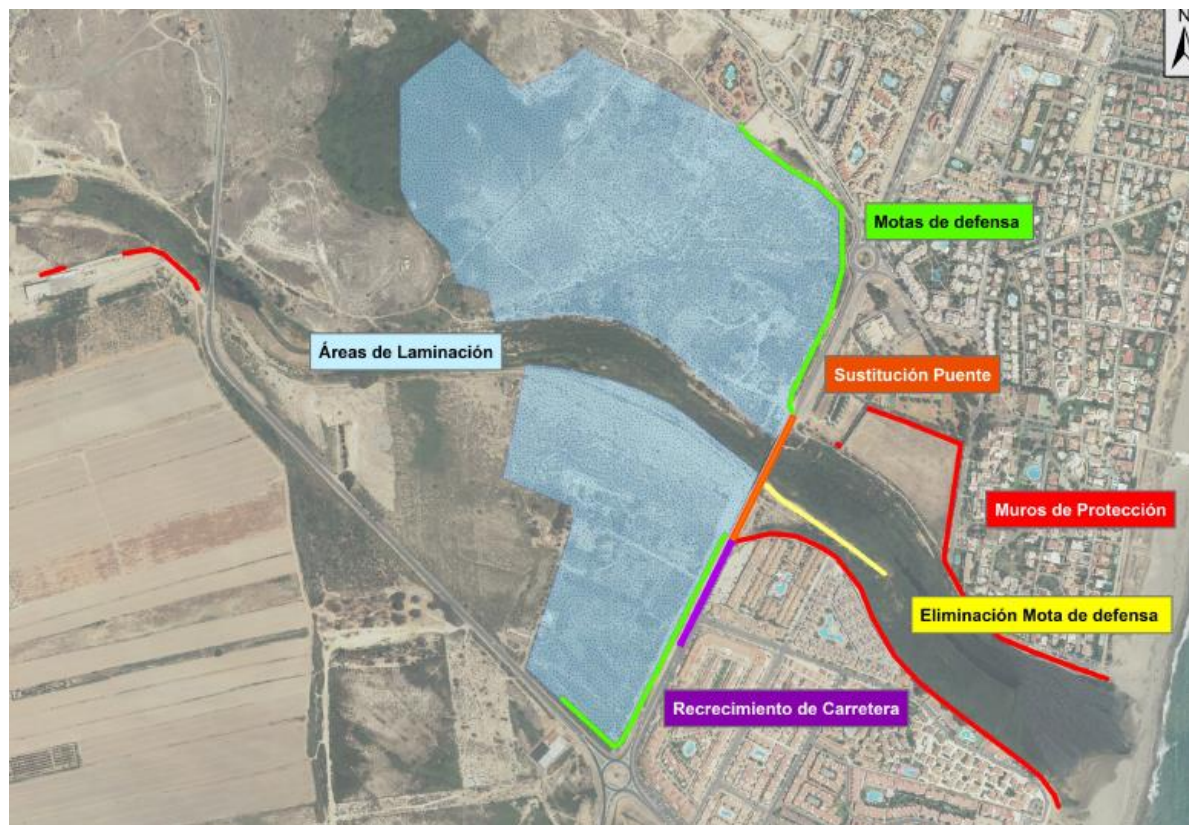 N
Motas de defensa
Áreas de Laminación
Sustitución Puente
Muros de Protección
Eliminación Mota de defensa
Recrecimiento de Carretera